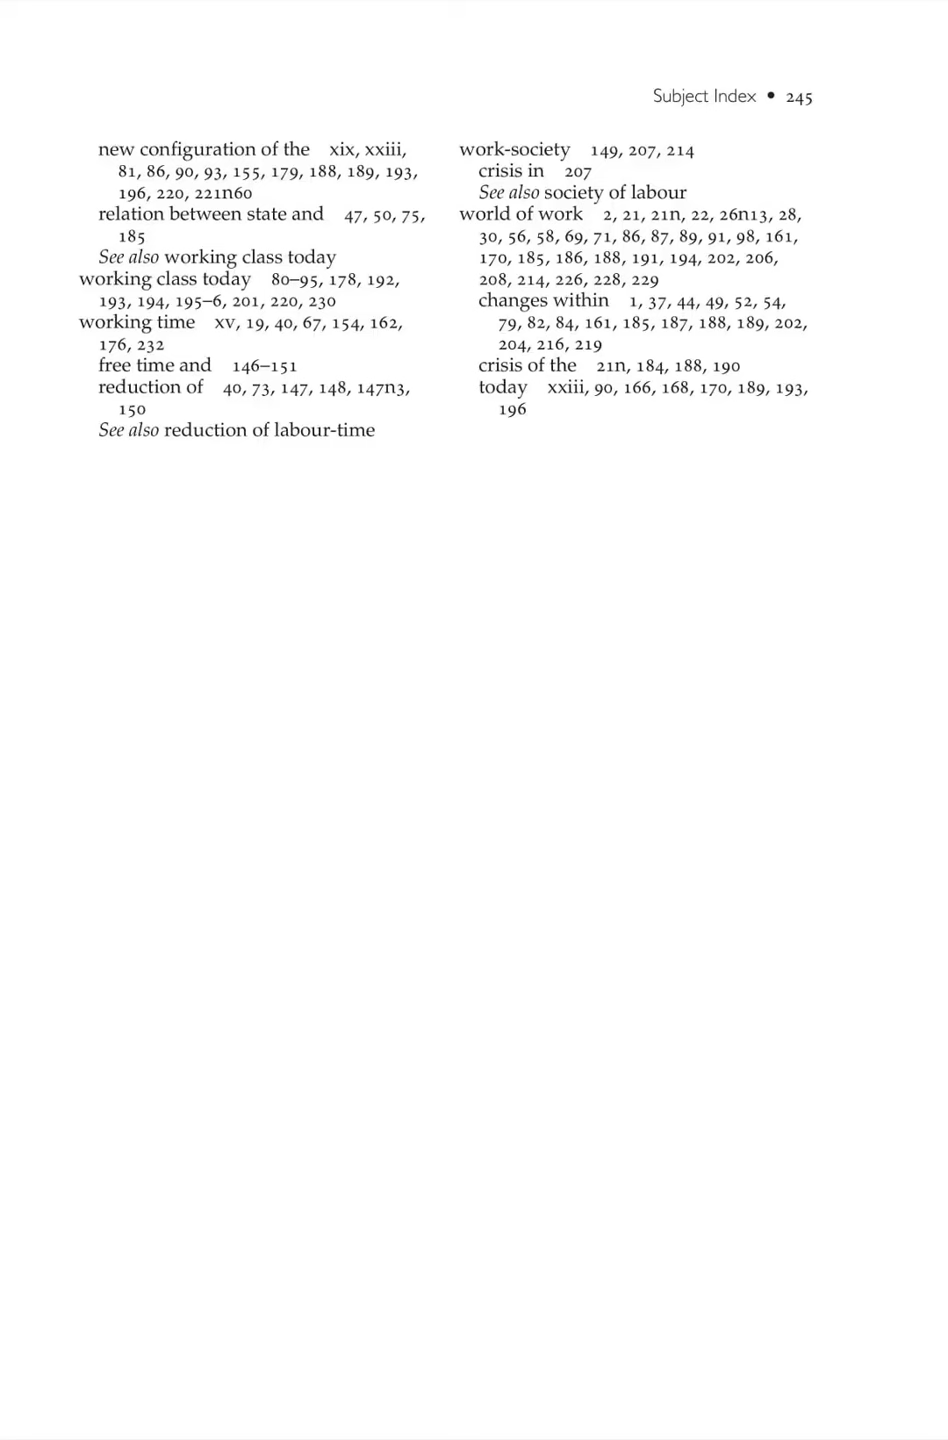 Subject Index • 245
new configuration of the xix, xxiii,
81, 86, 90, 93, 155, 179, 188, 189, 193,
196, 220, 221n60
relation between state and 47, 50, 75,
185
See also working class today
working class today 80–95, 178, 192,
193, 194, 195–6, 201, 220, 230
working time xv, 19, 40, 67, 154, 162,
176, 232
free time and 146–151
reduction of 40, 73, 147, 148, 147n3,
150
See also reduction of labour-time
work-society 149, 207, 214
crisis in 207
See also society of labour
world of work 2, 21, 21n, 22, 26n13, 28,
30, 56, 58, 69, 71, 86, 87, 89, 91, 98, 161,
170, 185, 186, 188, 191, 194, 202, 206,
208, 214, 226, 228, 229
changes within 1, 37, 44, 49, 52, 54,
79, 82, 84, 161, 185, 187, 188, 189, 202,
204, 216, 219
crisis of the 21n, 184, 188, 190
today xxiii, 90, 166, 168, 170, 189, 193,
196